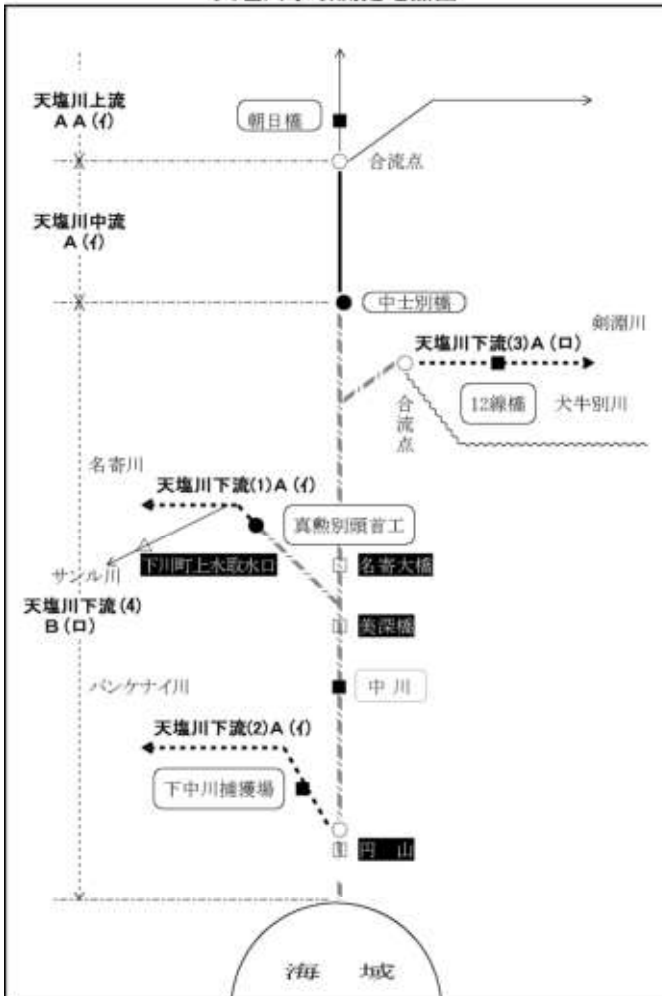 天塩川上流
AA(イ)
朝日橋
合流点
天塩川中流
A(イ)
中士別橋
剣淵川
天塩川下流(3)A(ロ)
合流点
12線橋
犬牛別川
名寄川
天塩川下流(1)A(イ)
真勲別頭首工
下川町上水取水口
名寄大橋
サンル川
天塩川下流(4)
B(ロ)
美深橋
パンケナイ川
中川
天塩川下流(2)A(イ)
下中川捕獲場
円 山
海 域